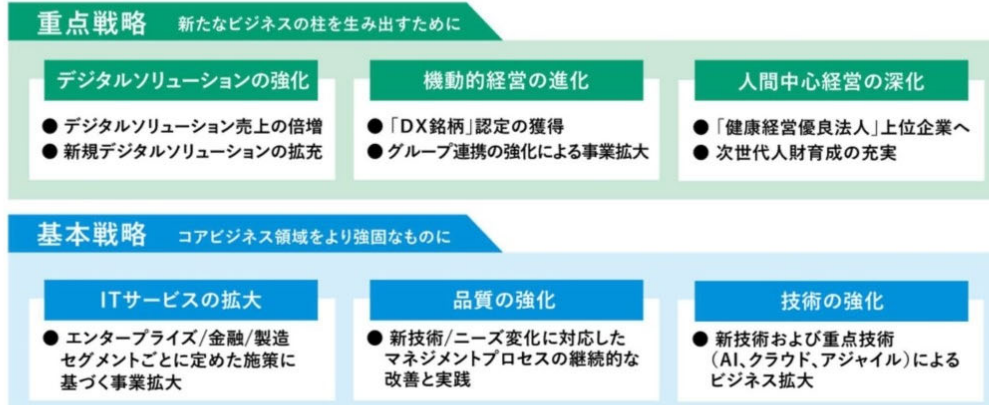 重点戦略 新たなビジネスの柱を生み出すために
デジタルソリューションの強化
● デジタルソリューション売上の倍増
● 新規デジタルソリューションの拡充
機動的経営の進化
● 「DX銘柄」認定の獲得
● グループ連携の強化による事業拡大
人間中心経営の深化
● 「健康経営優良法人」上位企業へ
● 次世代人財育成の充実
基本戦略 コアビジネス領域をより強固なものに
ITサービスの拡大
● エンタープライズ/金融/製造
セグメントごとに定めた施策に
基づく事業拡大
品質の強化
● 新技術/ニーズ変化に対応した
マネジメントプロセスの継続的な
改善と実践
技術の強化
● 新技術および重点技術
(AI、クラウド、アジャイル)による
ビジネス拡大